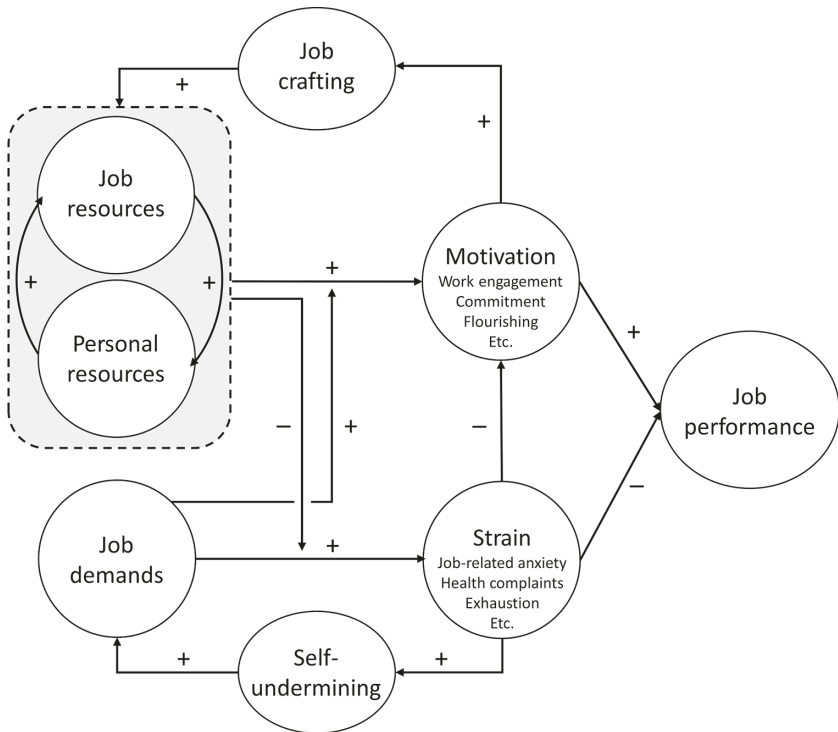 Job
crafting
+
+
Job
resources
+
+
Personal
resources
+
Motivation
Work engagement
Commitment
Flourishing
Etc.
+
Job
performance
−
+
−
−
Job
demands
+
Strain
Job-related anxiety
Health complaints
Exhaustion
Etc.
+
Self-
undermining
+